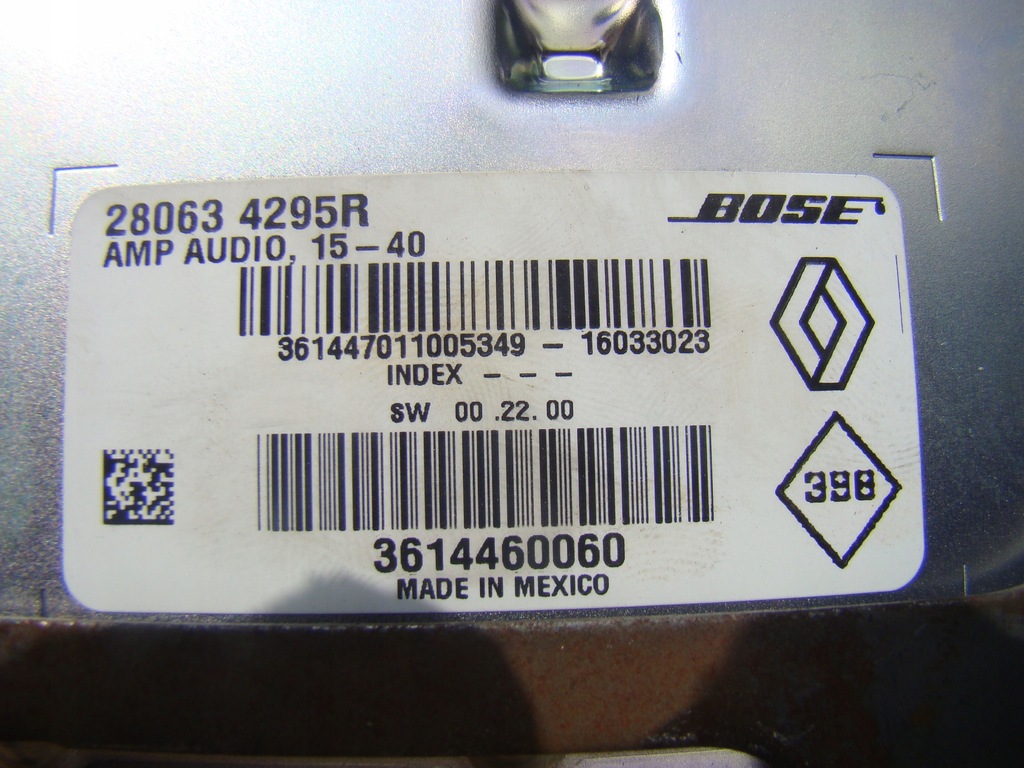 28063 4295R
BOSE
AMP AUDIO, 15-40
361447011005349 - 16033023
INDEX - - -
SW 00 .22. 00
398
3614460060
MADE IN MEXICO